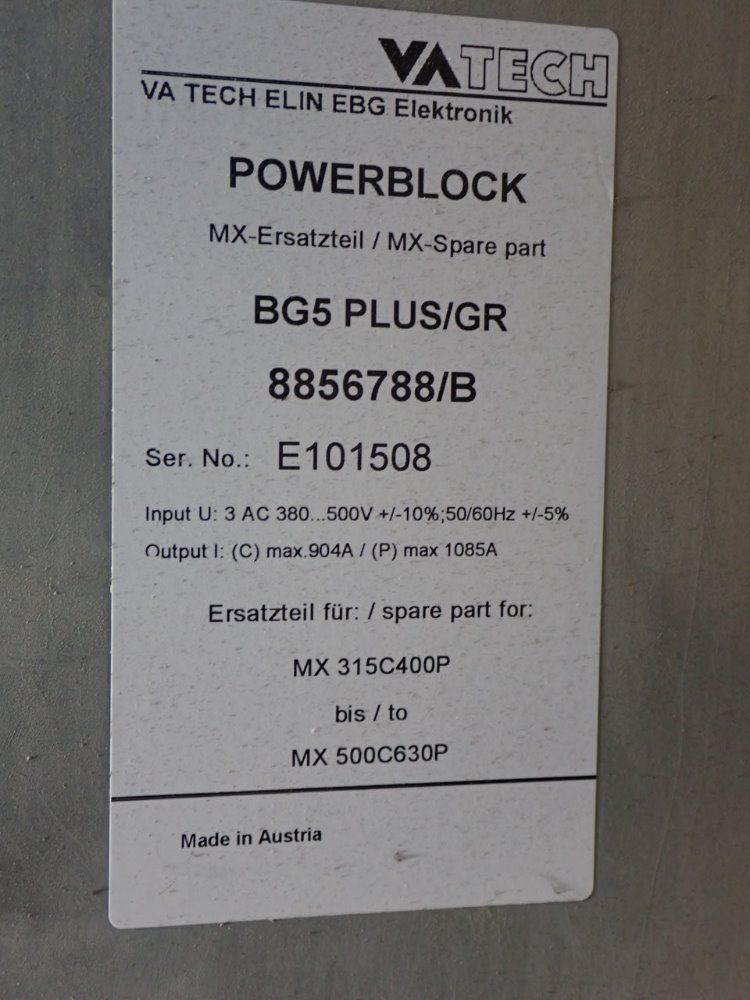 VA TECH
VA TECH ELIN EBG Elektronik
POWERBLOCK
MX-Ersatzteil / MX-Spare part
BG5 PLUS/GR
8856788/B
Ser. No.: E101508
Input U: 3 AC 380...500V +/-10%;50/60Hz +/-5%
Output I: (C) max.904A / (P) max 1085A
Ersatzteil für: / spare part for:
MX 315C400P
bis / to
MX 500C630P
Made in Austria